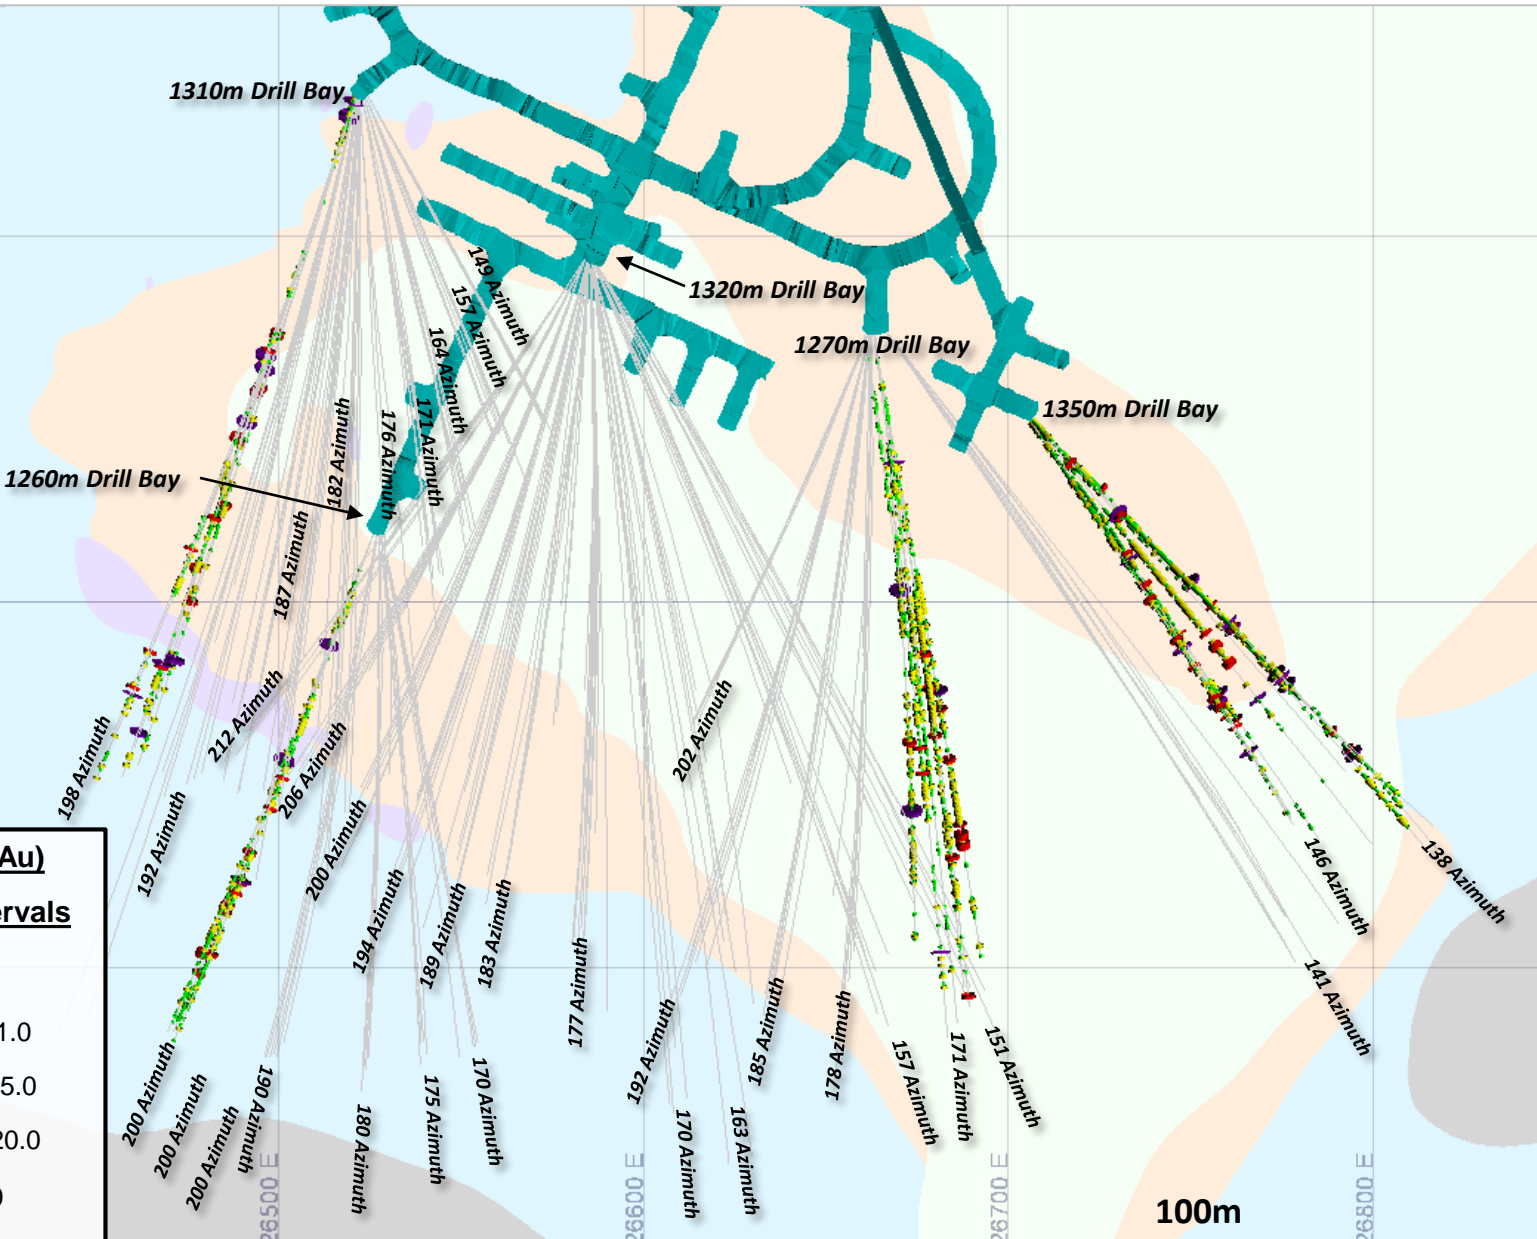 1310m Drill Bay
149 Azimuth
157 Azimuth
1320m Drill Bay
164 Azimuth
1270m Drill Bay
171 Azimuth
176 Azimuth
182 Azimuth
1350m Drill Bay
1260m Drill Bay
187 Azimuth
212 Azimuth
206 Azimuth
202 Azimuth
198 Azimuth
192 Azimuth
200 Azimuth
194 Azimuth
189 Azimuth
183 Azimuth
177 Azimuth
146 Azimuth
138 Azimuth
Au)
ervals
1.0
5.0
20.0
0
192 Azimuth
185 Azimuth
178 Azimuth
141 Azimuth
157 Azimuth
171 Azimuth
151 Azimuth
200 Azimuth
200 Azimuth
200 Azimuth
190 Azimuth
180 Azimuth
175 Azimuth
170 Azimuth
170 Azimuth
163 Azimuth
26500 E
26600 E
26700 E
26800 E
100m